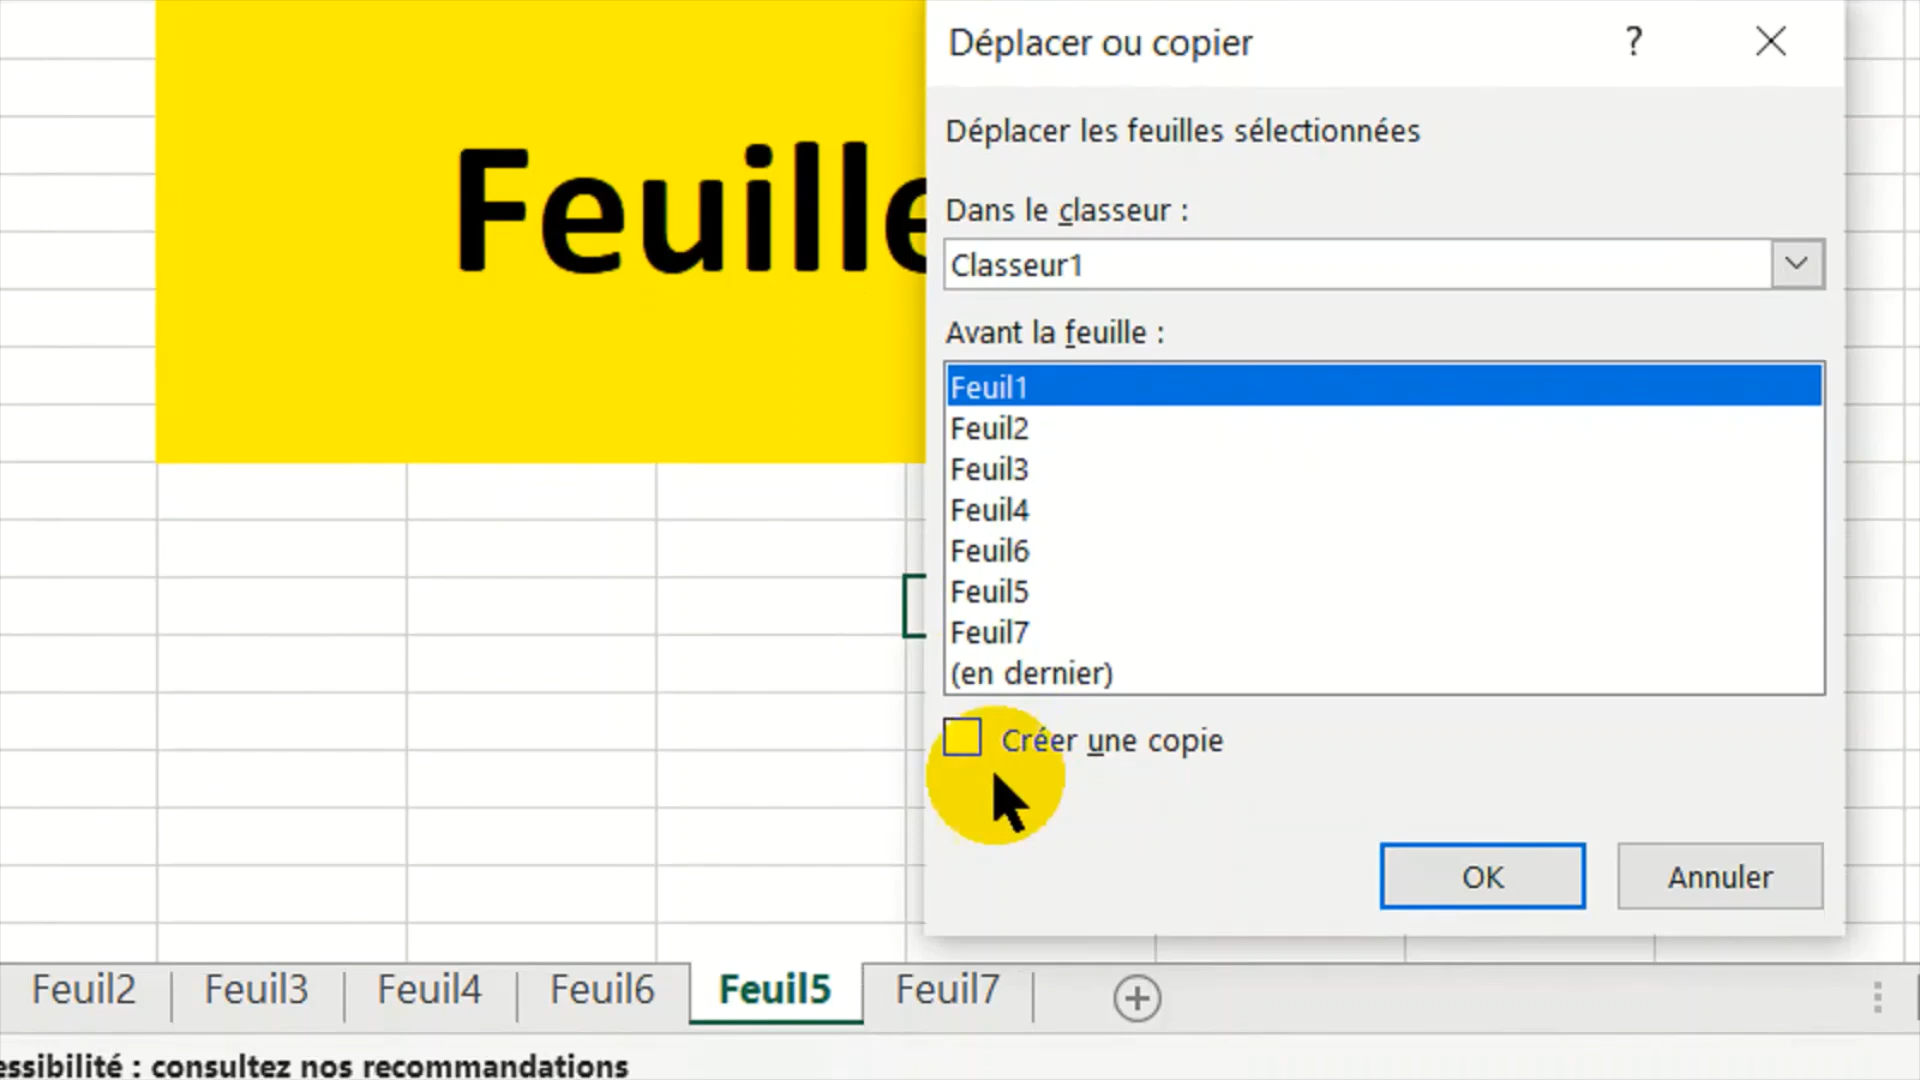 Feuille
Déplacer ou copier ?
Déplacer les feuilles sélectionnées
Dans le classeur :
Classeur1
Avant la feuille :
Feuil1
Feuil2
Feuil3
Feuil4
Feuil6
Feuil5
Feuil7
(en dernier)
Créer une copie
OK Annuler
Feuil2 Feuil3 Feuil4 Feuil6 Feuil5 Feuil7
essibilité : consultez nos recommandations